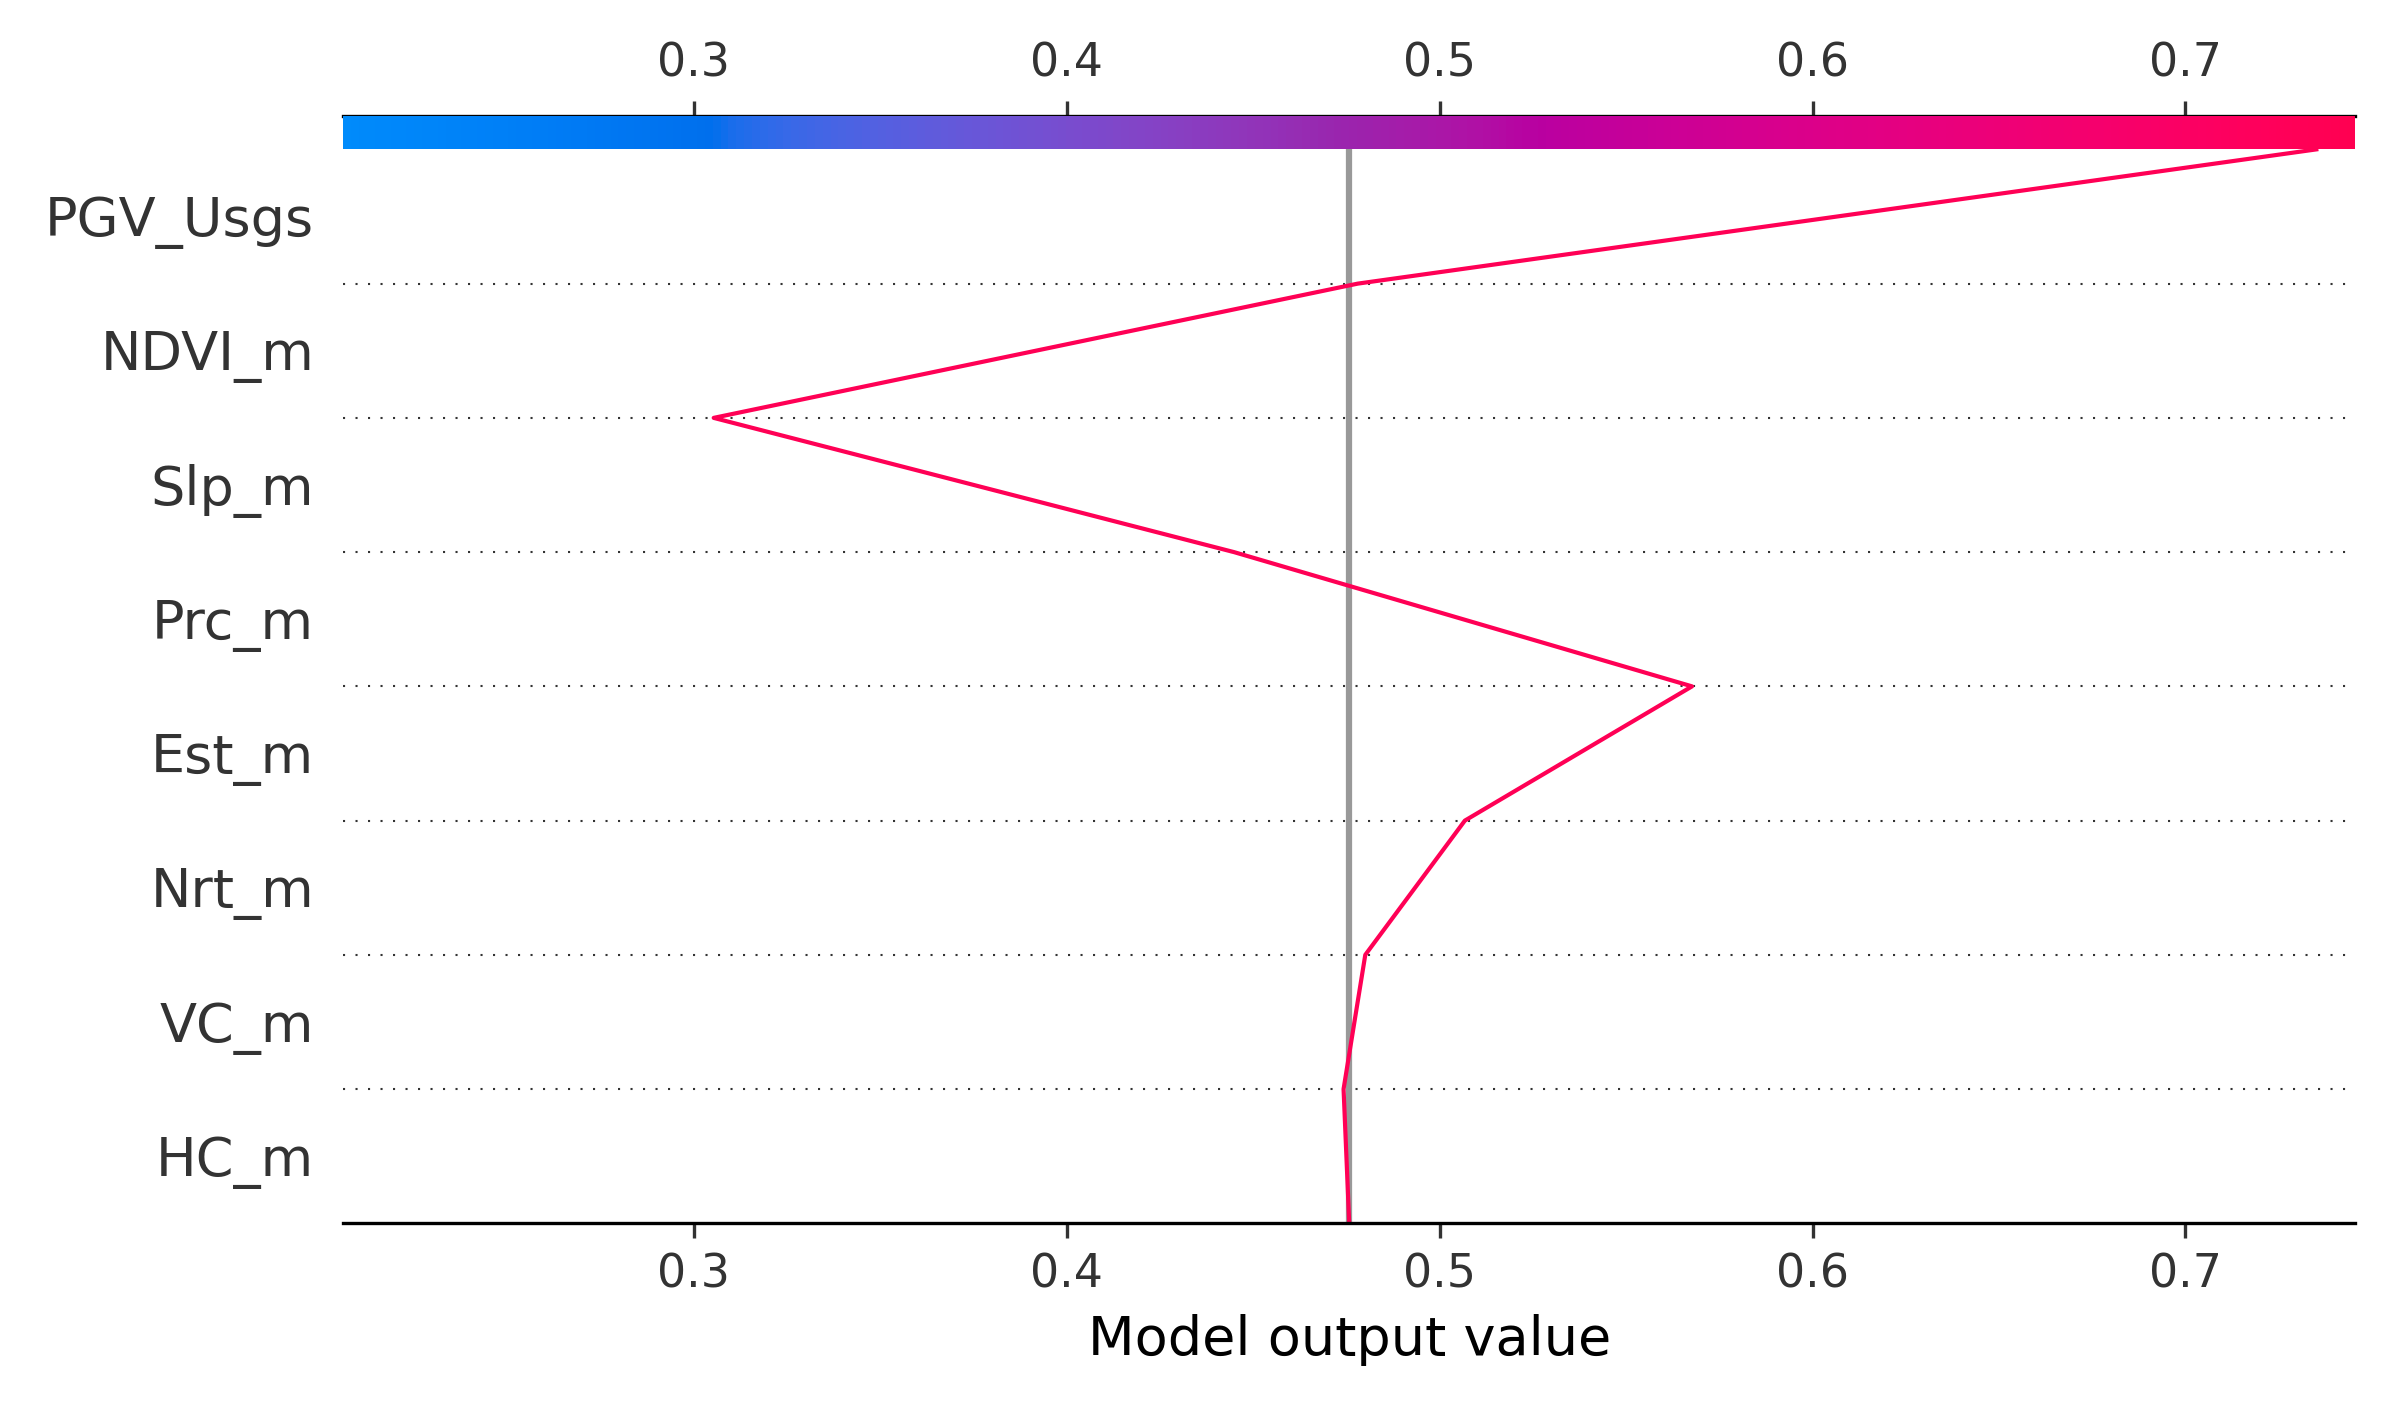 0.3 0.4 0.5 0.6 0.7
PGV_Usgs
NDVI_m
Slp_m
Prc_m
Est_m
Nrt_m
VC_m
HC_m
0.3 0.4 0.5 0.6 0.7
Model output value